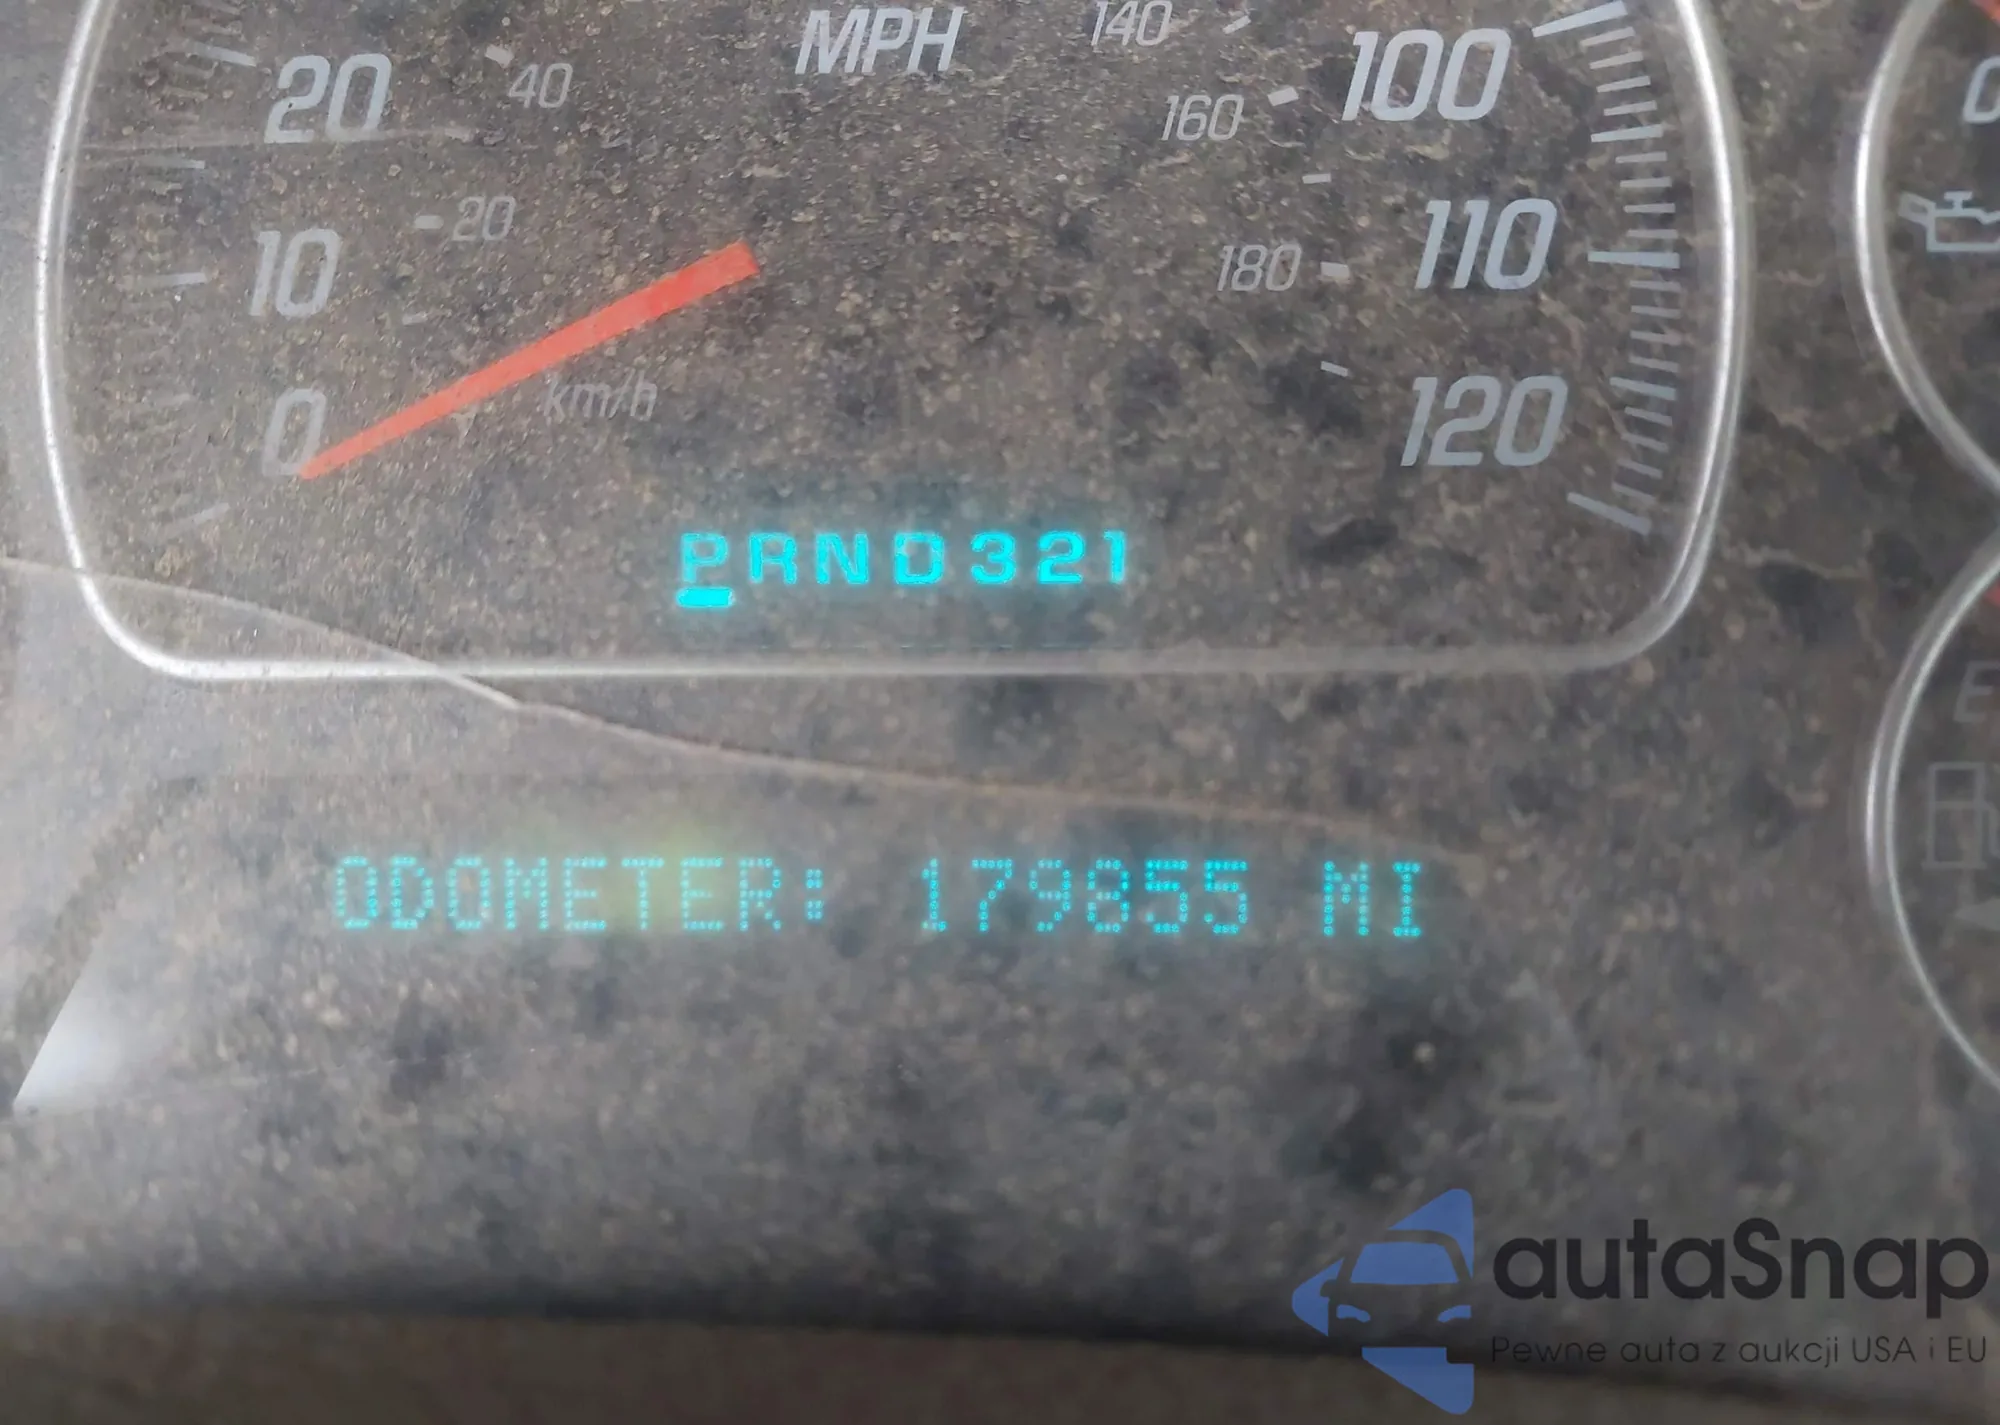 MPH
140
100
20
40
160
110
10
20
180
0
km/h
120
PRND321
E
ODOMETER: 179855 MI
autaSnap
Pewne auta z aukcji USA i EU